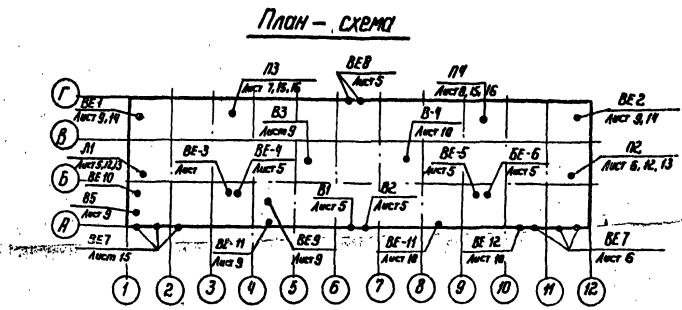 План - схема
П3
Лист 7, 15, 16
ВЕ8
Лист 5
П4
Лист 8, 15, 16
Г
ВЕ1
Лист 9, 14
В3
Лист 9
В-4
Лист 10
ВЕ2
Лист 9, 14
В
Л1
Лист 5, 12, 13
ВЕ-3
Лист
ВЕ-4
Лист 5
ВЕ-5
Лист 5
БЕ-6
Лист 5
П2
Лист 6, 12, 13
Б
ВЕ10
В5
Лист 9
В1
Лист 5
В2
Лист 5
А
ВЕ7
Лист 15
ВЕ-11
Лист 9
ВЕ9
Лист 9
ВЕ-11
Лист 10
ВЕ12
Лист 10
ВЕ7
Лист 6
1 2 3 4 5 6 7 8 9 10 11 12